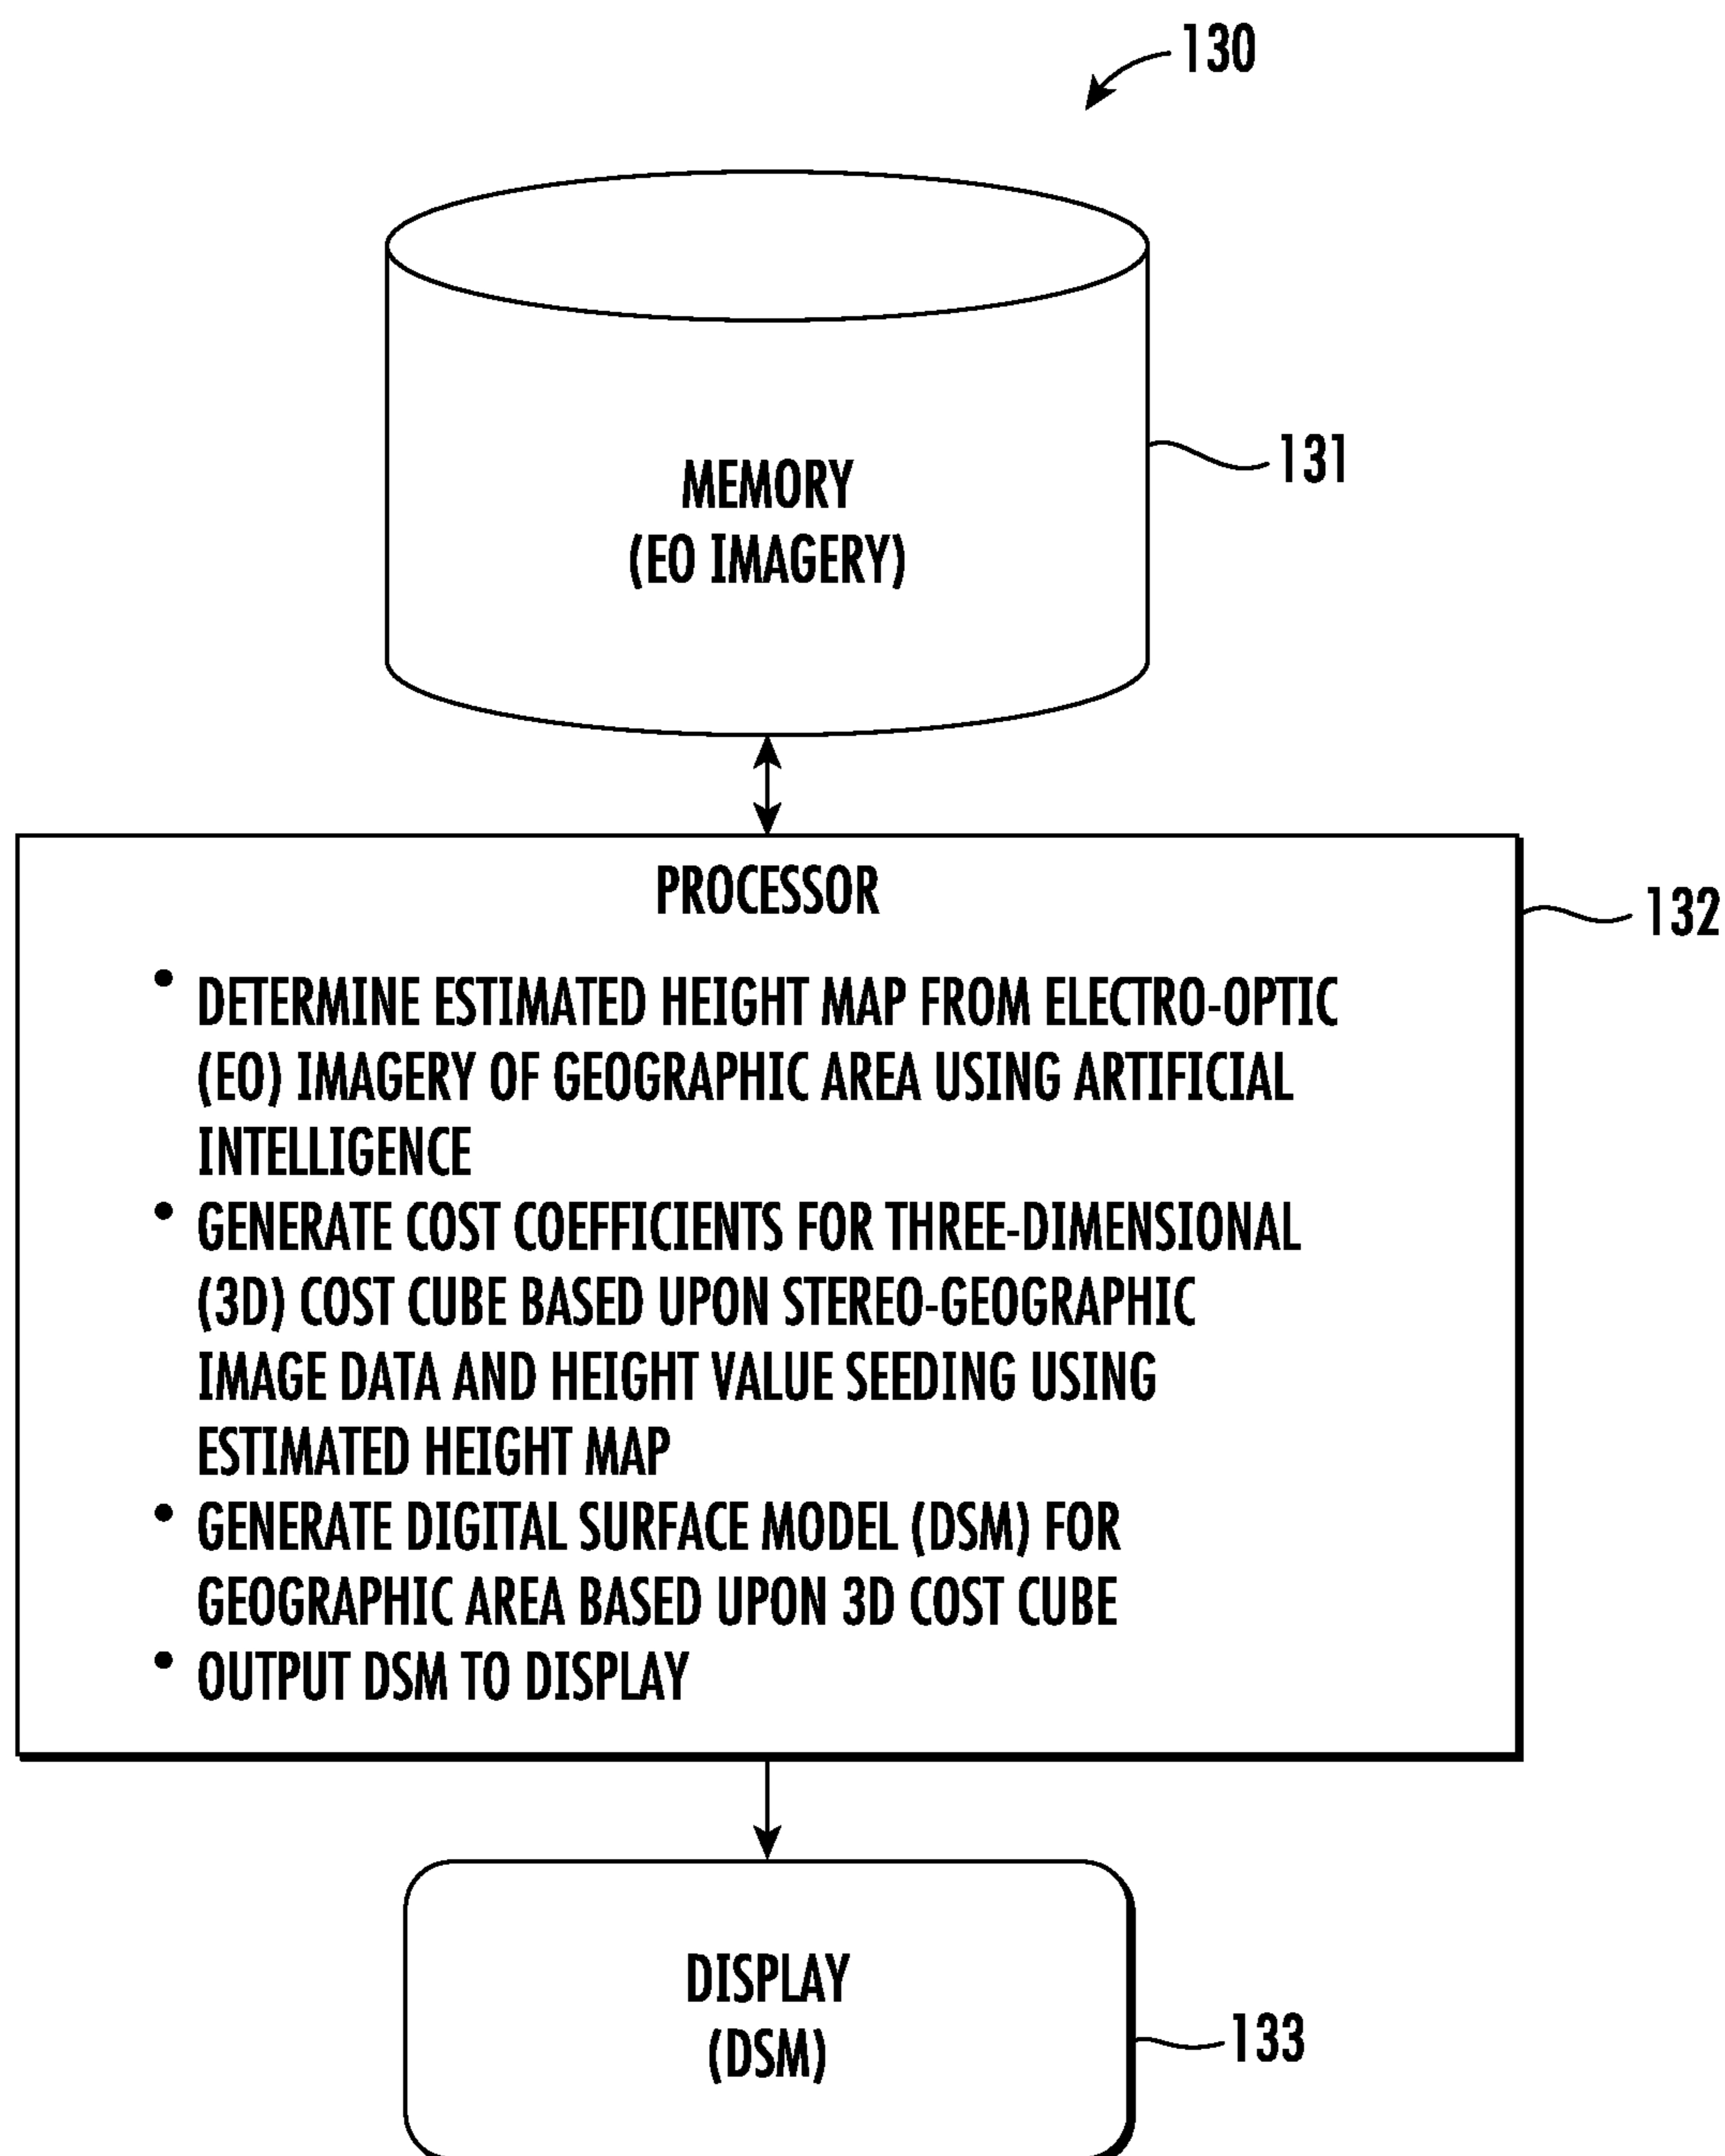 130
MEMORY
(EO IMAGERY)
131
PROCESSOR
132
• DETERMINE ESTIMATED HEIGHT MAP FROM ELECTRO-OPTIC
(EO) IMAGERY OF GEOGRAPHIC AREA USING ARTIFICIAL
INTELLIGENCE
• GENERATE COST COEFFICIENTS FOR THREE-DIMENSIONAL
(3D) COST CUBE BASED UPON STEREO-GEOGRAPHIC
IMAGE DATA AND HEIGHT VALUE SEEDING USING
ESTIMATED HEIGHT MAP
• GENERATE DIGITAL SURFACE MODEL (DSM) FOR
GEOGRAPHIC AREA BASED UPON 3D COST CUBE
• OUTPUT DSM TO DISPLAY
DISPLAY
(DSM)
133